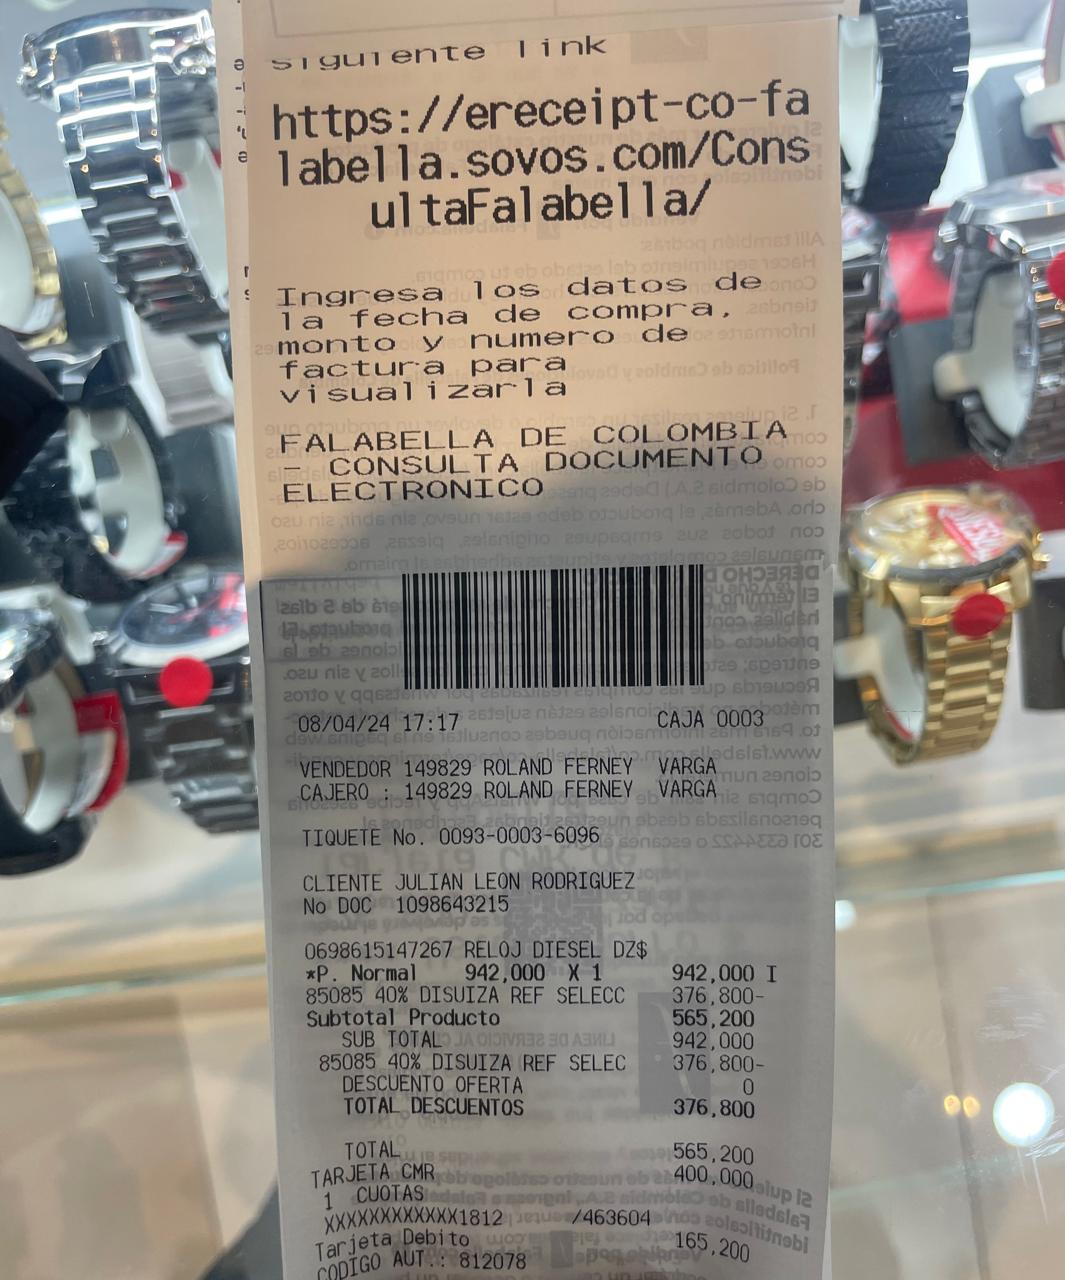 siguiente link
https://ereceipt-co-fa
labella.sovos.com/Cons
ultaFalabella/
Ingresa los datos de
la fecha de compra,
monto y numero de
factura para
visualizarla
FALABELLA DE COLOMBIA
- CONSULTA DOCUMENTO
ELECTRONICO
08/04/24 17:17 CAJA 0003
VENDEDOR 149829 ROLAND FERNEY VARGA
CAJERO : 149829 ROLAND FERNEY VARGA
TIQUETE No. 0093-0003-6096
CLIENTE JULIAN LEON RODRIGUEZ
No DOC 1098643215
0698615147267 RELOJ DIESEL DZ$
*P. Normal 942,000 X 1 942,000 I
85085 40% DISUIZA REF SELECC 376,800-
Subtotal Producto 565,200
SUB TOTAL 942,000
85085 40% DISUIZA REF SELEC 376,800-
DESCUENTO OFERTA 0
TOTAL DESCUENTOS 376,800
TOTAL 565,200
TARJETA CMR 400,000
1 CUOTAS
XXXXXXXXXXXX1812 /463604
Tarjeta Debito 165,200
CODIGO AUT.: 812078